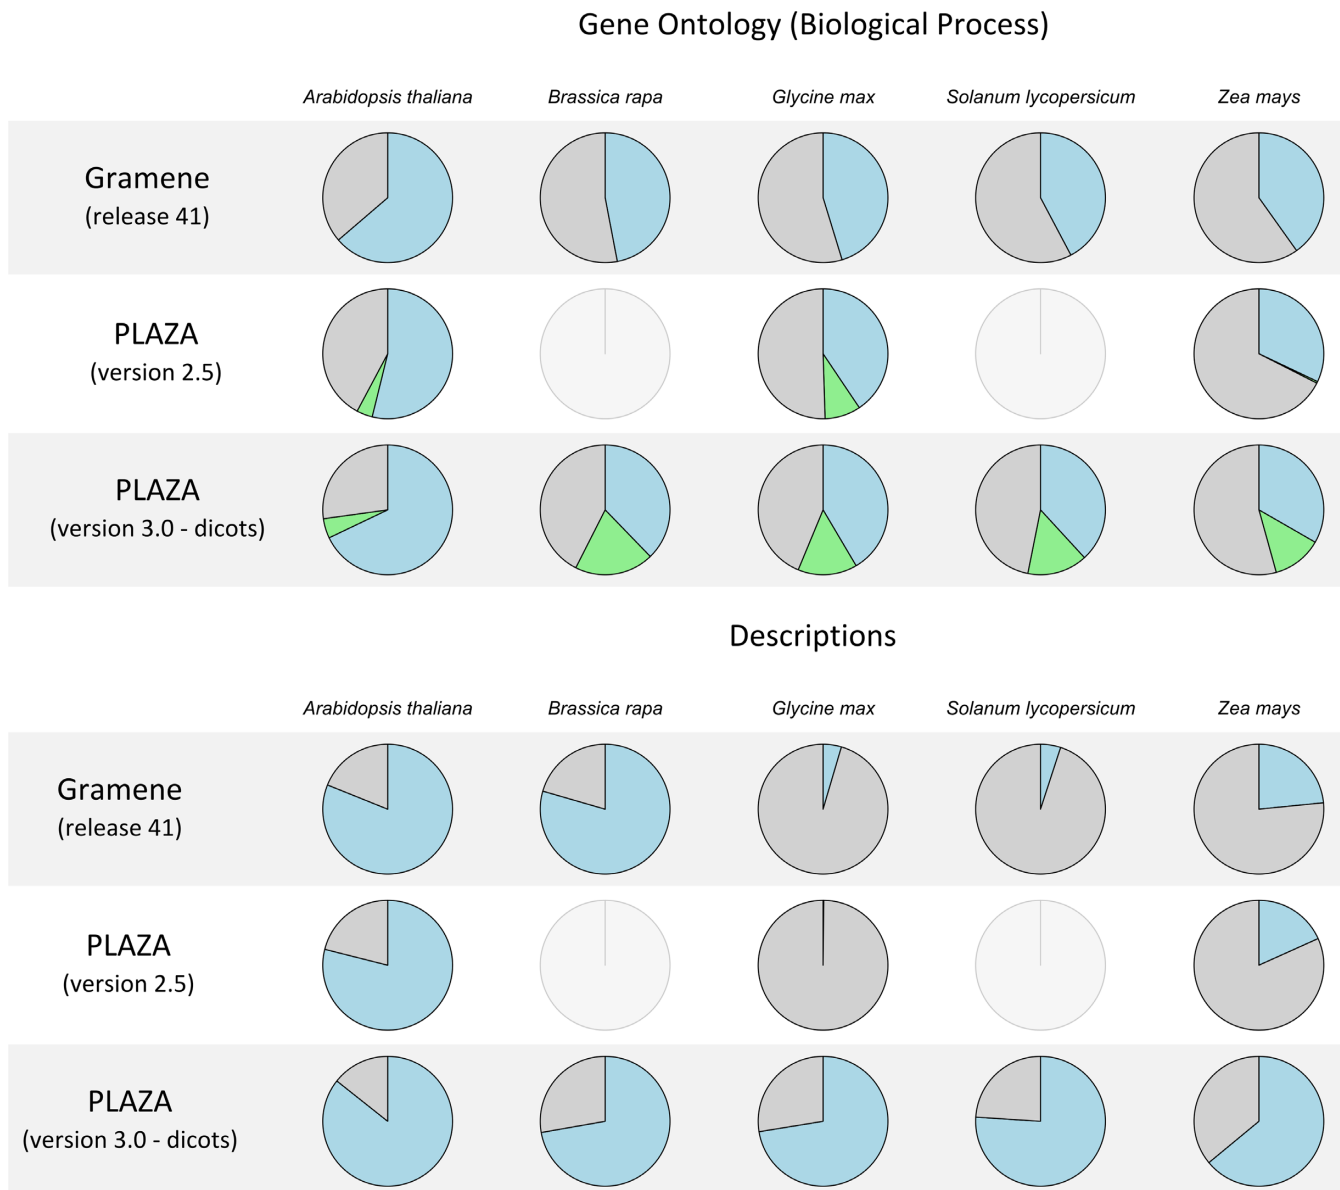 Gene Ontology (Biological Process)
Arabidopsis thaliana Brassica rapa Glycine max Solanum lycopersicum Zea mays
Gramene
(release 41)
PLAZA
(version 2.5)
PLAZA
(version 3.0 - dicots)
Descriptions
Arabidopsis thaliana Brassica rapa Glycine max Solanum lycopersicum Zea mays
Gramene
(release 41)
PLAZA
(version 2.5)
PLAZA
(version 3.0 - dicots)